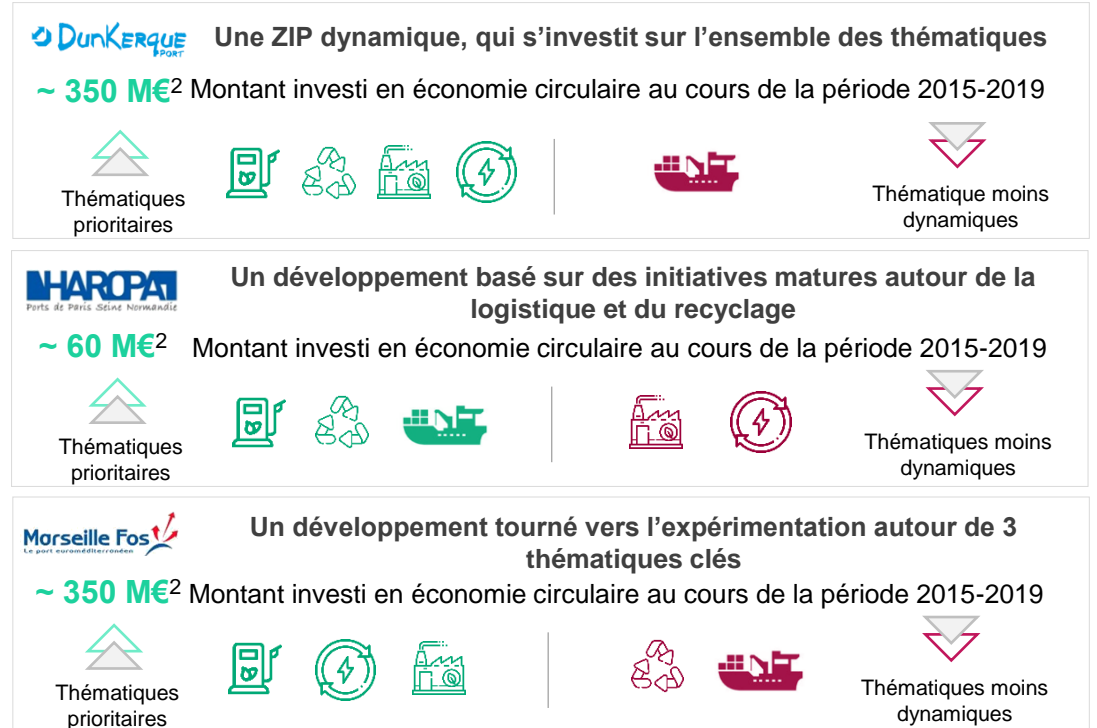 DunKerque
PORT
Une ZIP dynamique, qui s’investit sur l’ensemble des thématiques
~ 350 M€2 Montant investi en économie circulaire au cours de la période 2015-2019
Thématiques
prioritaires
Thématique moins
dynamiques
HAROPA
Ports de Paris Seine Normandie
Un développement basé sur des initiatives matures autour de la
logistique et du recyclage
~ 60 M€2 Montant investi en économie circulaire au cours de la période 2015-2019
Thématiques
prioritaires
Thématiques moins
dynamiques
Marseille Fos
Le port euroméditerranéen
Un développement tourné vers l’expérimentation autour de 3
thématiques clés
~ 350 M€2 Montant investi en économie circulaire au cours de la période 2015-2019
Thématiques
prioritaires
Thématiques moins
dynamiques